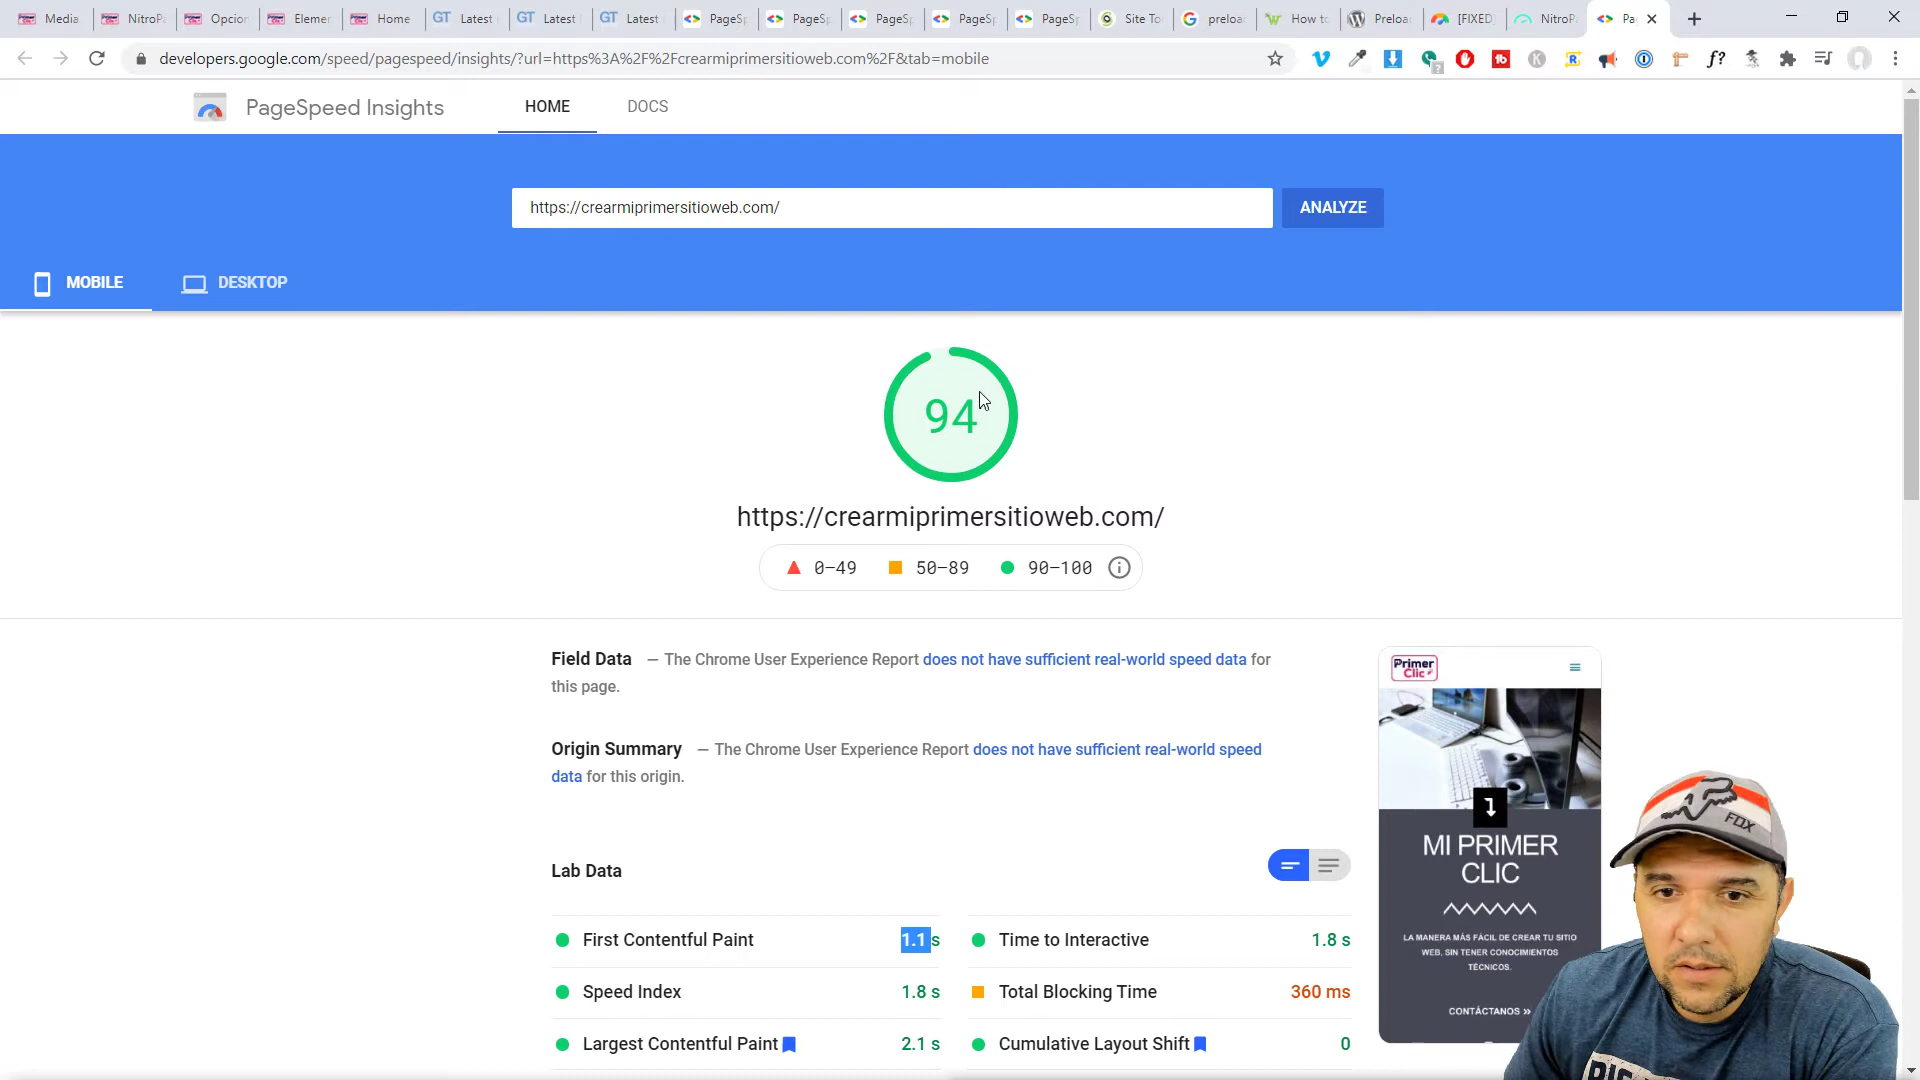 Media
NitroP
Opcion
Elemer
Home
GT Latest
GT Latest
GT Latest
PageSp
PageSp
PageSp
PageSp
PageSp
Site To
preloa
How to
Preloa
[FIXED]
NitroP
Pa
developers.google.com/speed/pagespeed/insights/?url=https%3A%2F%2Fcrearmiprimersitioweb.com%2F&tab=mobile
PageSpeed Insights
HOME
DOCS
https://crearmiprimersitioweb.com/
ANALYZE
MOBILE
DESKTOP
94
https://crearmiprimersitioweb.com/
0–49 50–89 90–100
Field Data — The Chrome User Experience Report does not have sufficient real-world speed data for
this page.
Origin Summary — The Chrome User Experience Report does not have sufficient real-world speed
data for this origin.
Lab Data
First Contentful Paint 1.1 s
Time to Interactive 1.8 s
Speed Index 1.8 s
Total Blocking Time 360 ms
Largest Contentful Paint 2.1 s
Cumulative Layout Shift 0
Primer
Clic
MI PRIMER
CLIC
LA MANERA MÁS FÁCIL DE CREAR TU SITIO
WEB, SIN TENER CONOCIMIENTOS
TÉCNICOS.
CONTÁCTANOS »
FOX